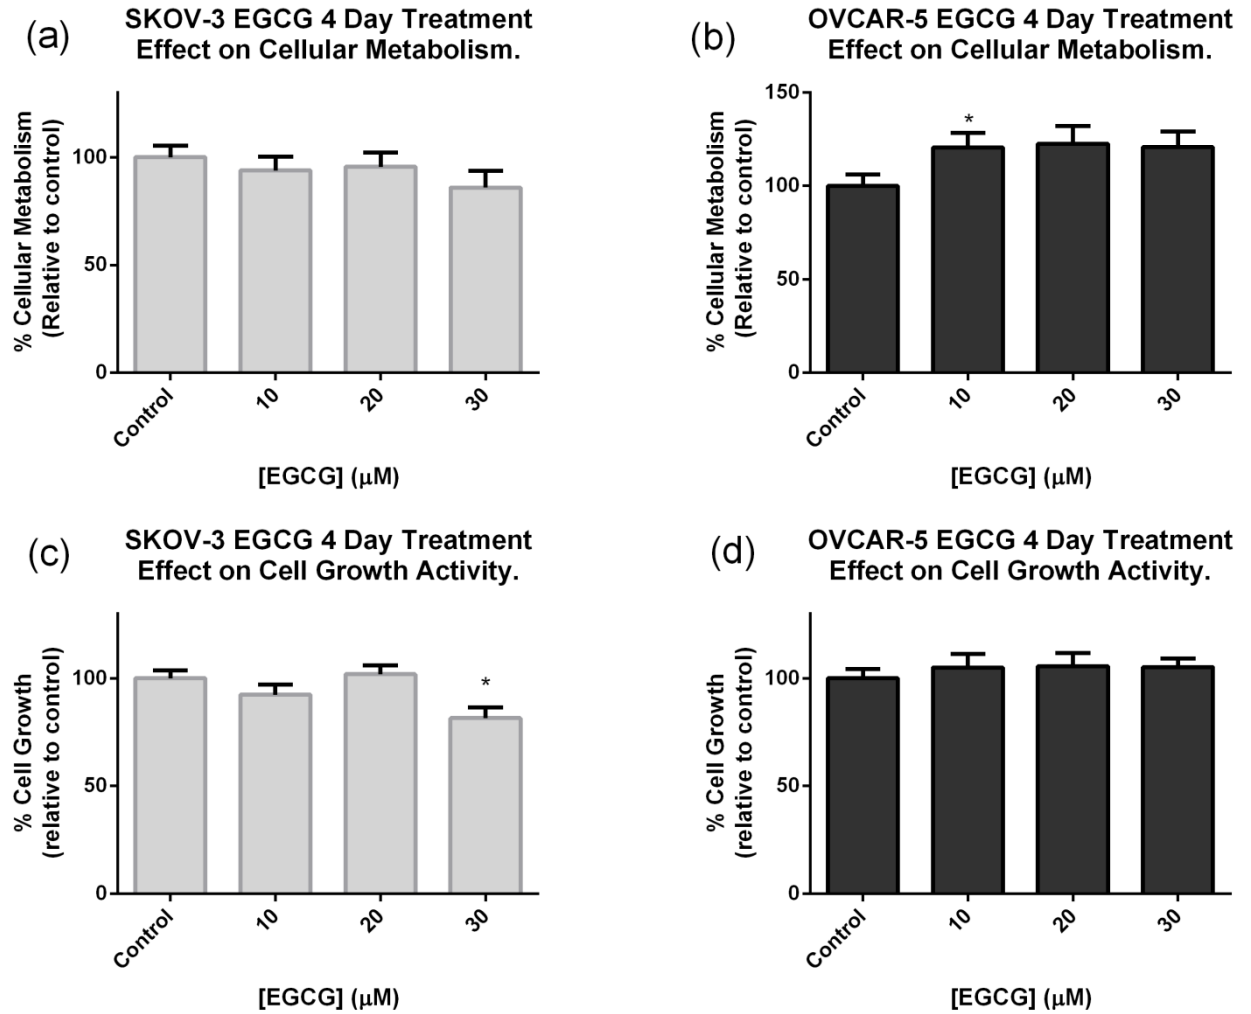 (a)
SKOV-3 EGCG 4 Day Treatment
Effect on Cellular Metabolism.
% Cellular Metabolism
(Relative to control)
100
50
0
Control
10
20
30
[EGCG] (μM)
(b)
OVCAR-5 EGCG 4 Day Treatment
Effect on Cellular Metabolism.
% Cellular Metabolism
(Relative to control)
150
100
50
0
*
Control
10
20
30
[EGCG] (μM)
(c)
SKOV-3 EGCG 4 Day Treatment
Effect on Cell Growth Activity.
% Cell Growth
(relative to control)
100
50
0
*
Control
10
20
30
[EGCG] (μM)
(d)
OVCAR-5 EGCG 4 Day Treatment
Effect on Cell Growth Activity.
% Cell Growth
(relative to control)
100
50
0
Control
10
20
30
[EGCG] (μM)